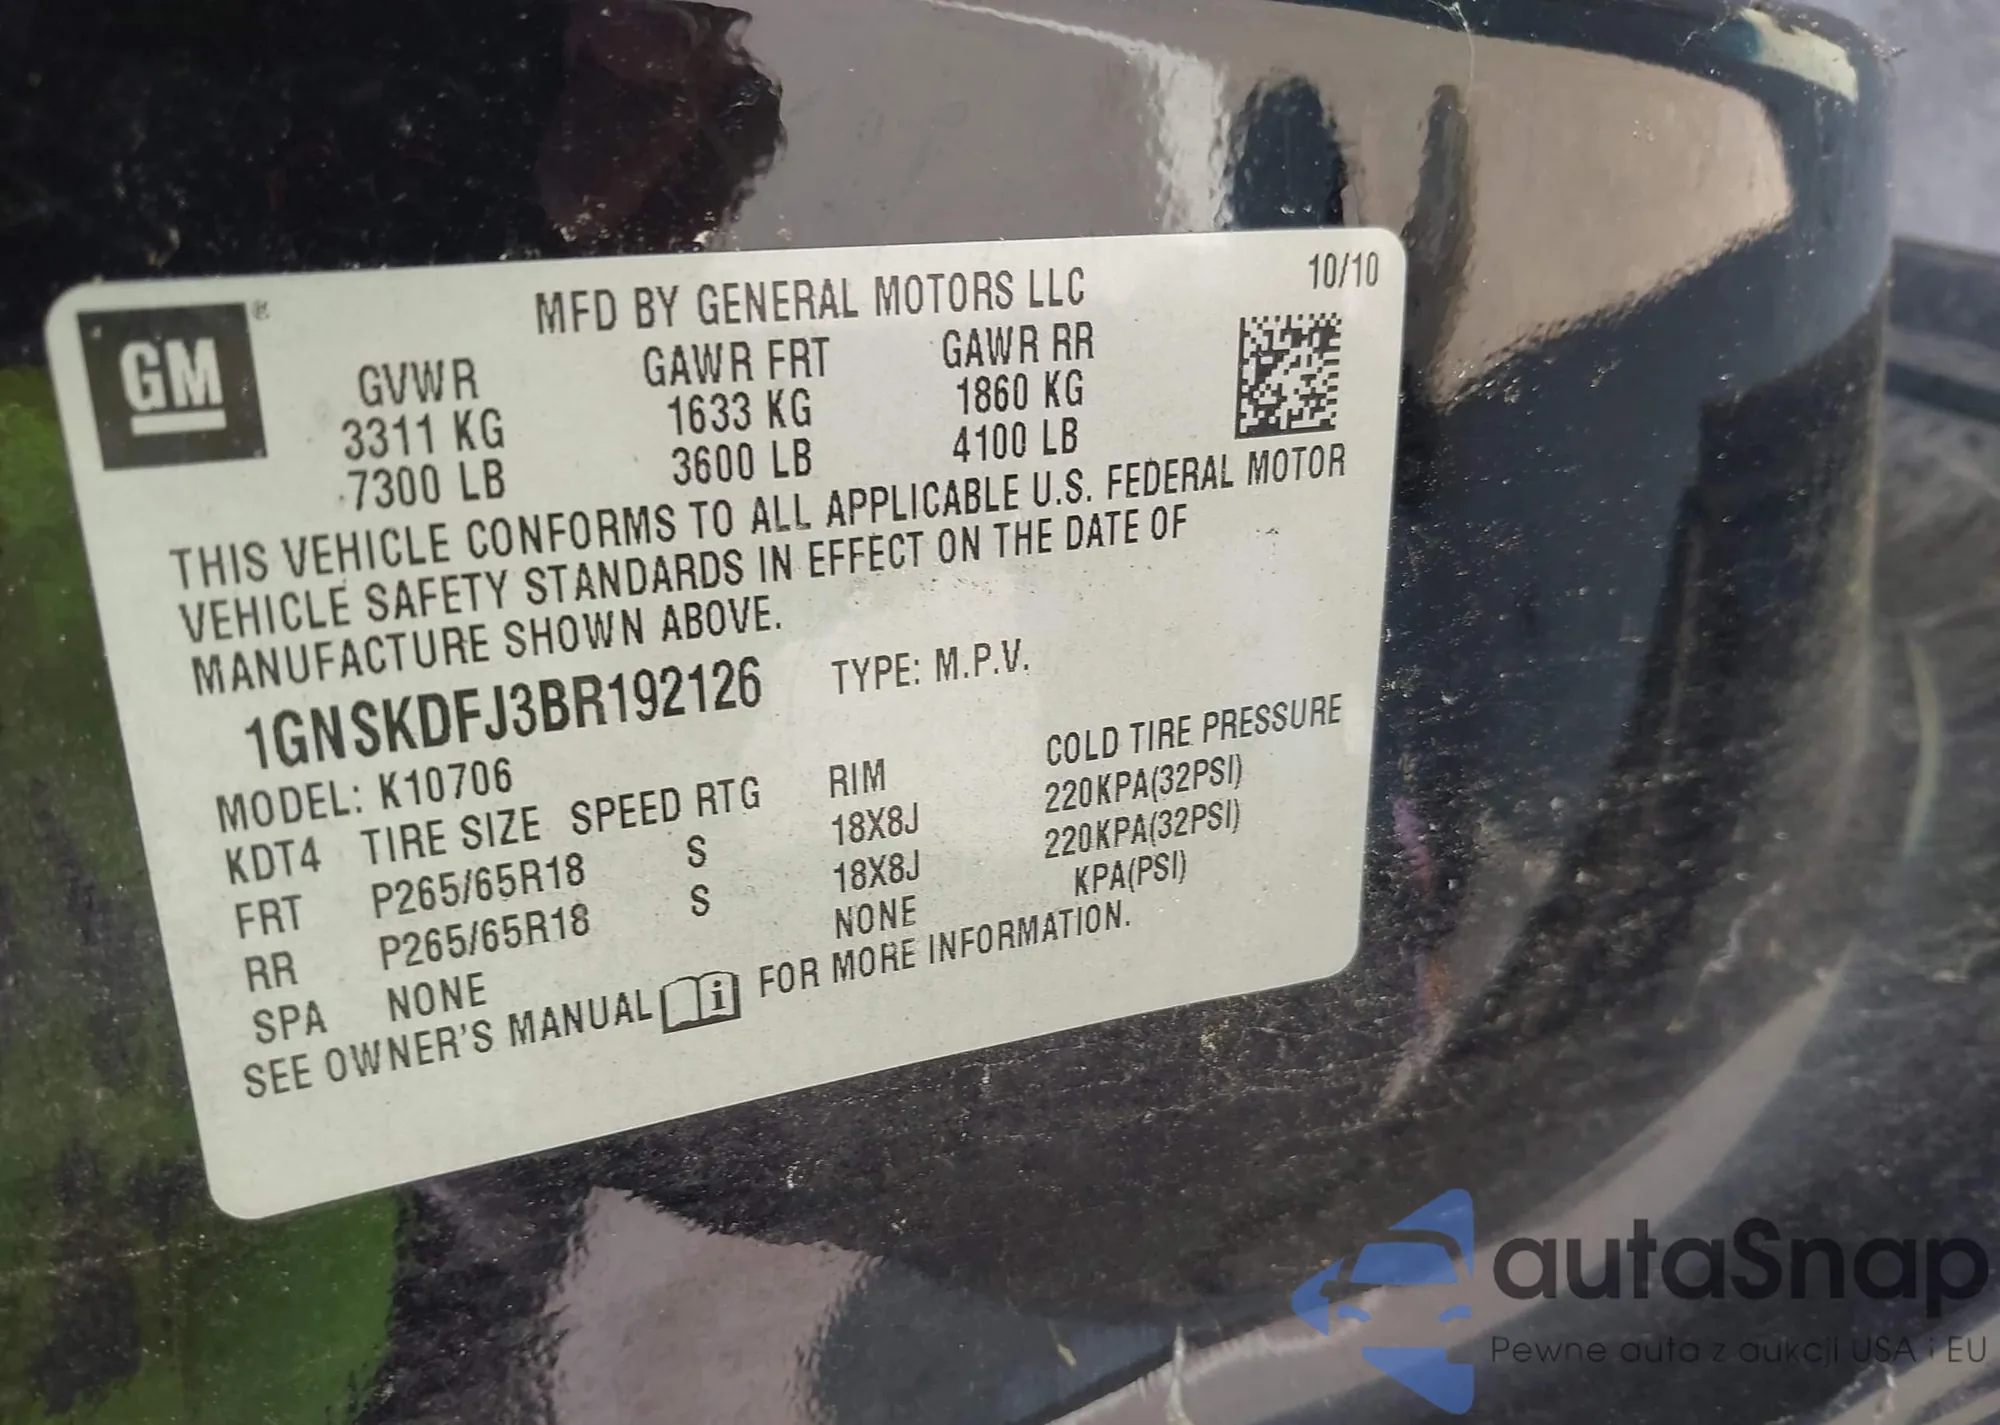 GM ®
MFD BY GENERAL MOTORS LLC 10/10
GVWR GAWR FRT GAWR RR
3311 KG 1633 KG 1860 KG
7300 LB 3600 LB 4100 LB
THIS VEHICLE CONFORMS TO ALL APPLICABLE U.S. FEDERAL MOTOR
VEHICLE SAFETY STANDARDS IN EFFECT ON THE DATE OF
MANUFACTURE SHOWN ABOVE.
1GNSKDFJ3BR192126 TYPE: M.P.V.
MODEL: K10706
KDT4 TIRE SIZE SPEED RTG RIM COLD TIRE PRESSURE
FRT P265/65R18 S 18X8J 220KPA(32PSI)
RR P265/65R18 S 18X8J 220KPA(32PSI)
SPA NONE NONE KPA(PSI)
SEE OWNER'S MANUAL i FOR MORE INFORMATION.
autaSnap
Pewne auta z aukcji USA i EU